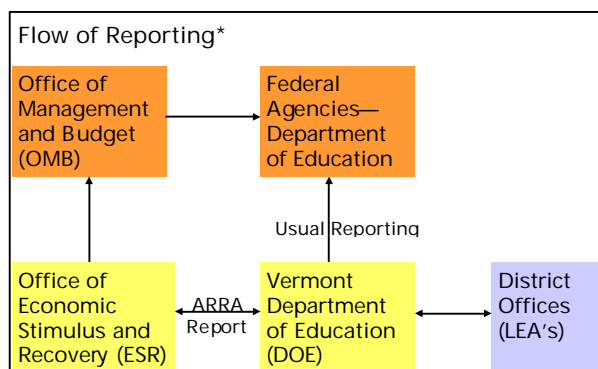 Flow of Reporting*
Office of
Management
and Budget
(OMB)
Federal
Agencies—
Department
of Education
Usual Reporting
Office of
Economic
Stimulus and
Recovery (ESR)
ARRA
Report
Vermont
Department
of Education
(DOE)
District
Offices
(LEA's)